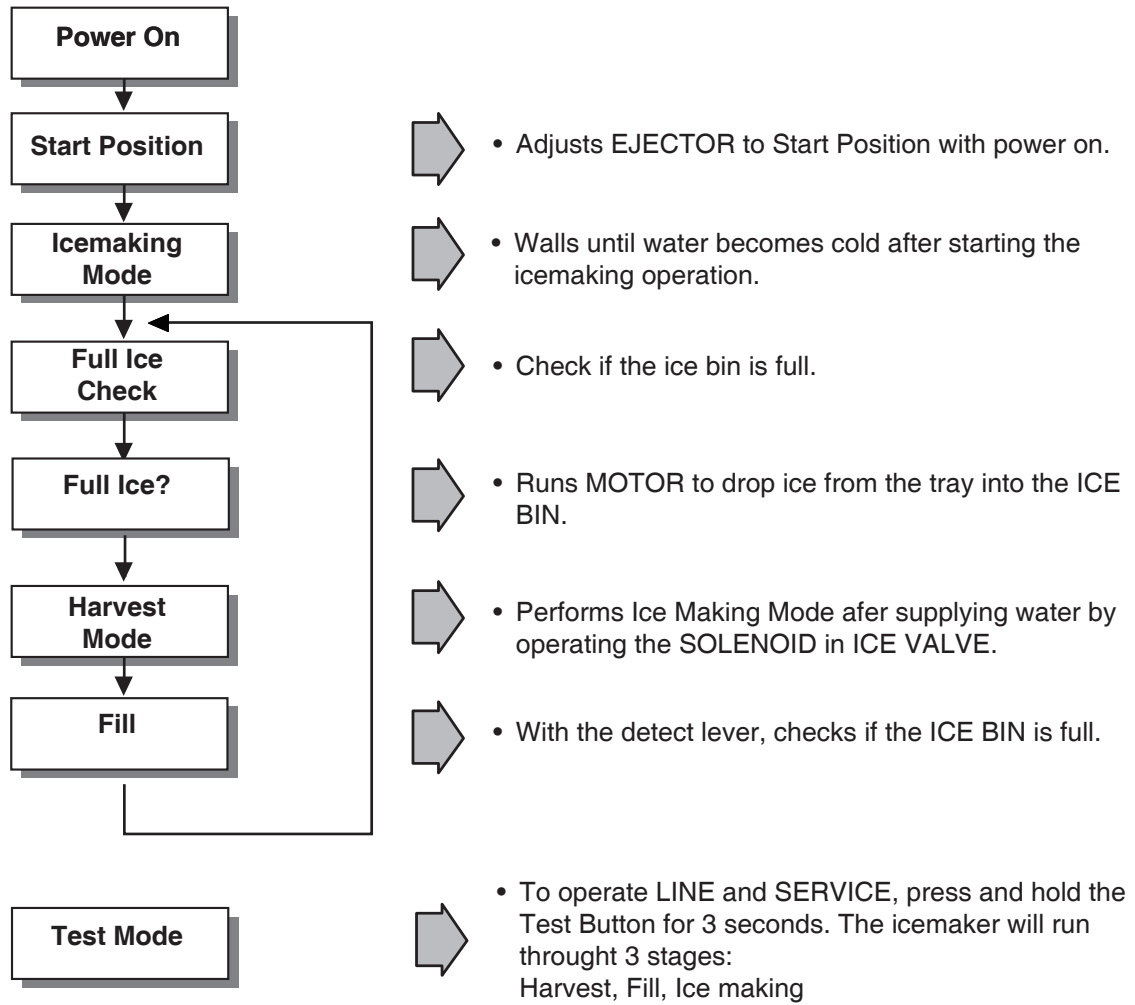 Power On
Start Position
• Adjusts EJECTOR to Start Position with power on.
Icemaking
Mode
• Walls until water becomes cold after starting the
icemaking operation.
Full Ice
Check
• Check if the ice bin is full.
Full Ice?
• Runs MOTOR to drop ice from the tray into the ICE
BIN.
Harvest
Mode
• Performs Ice Making Mode afer supplying water by
operating the SOLENOID in ICE VALVE.
Fill
• With the detect lever, checks if the ICE BIN is full.
Test Mode
• To operate LINE and SERVICE, press and hold the
Test Button for 3 seconds. The icemaker will run
throught 3 stages:
Harvest, Fill, Ice making